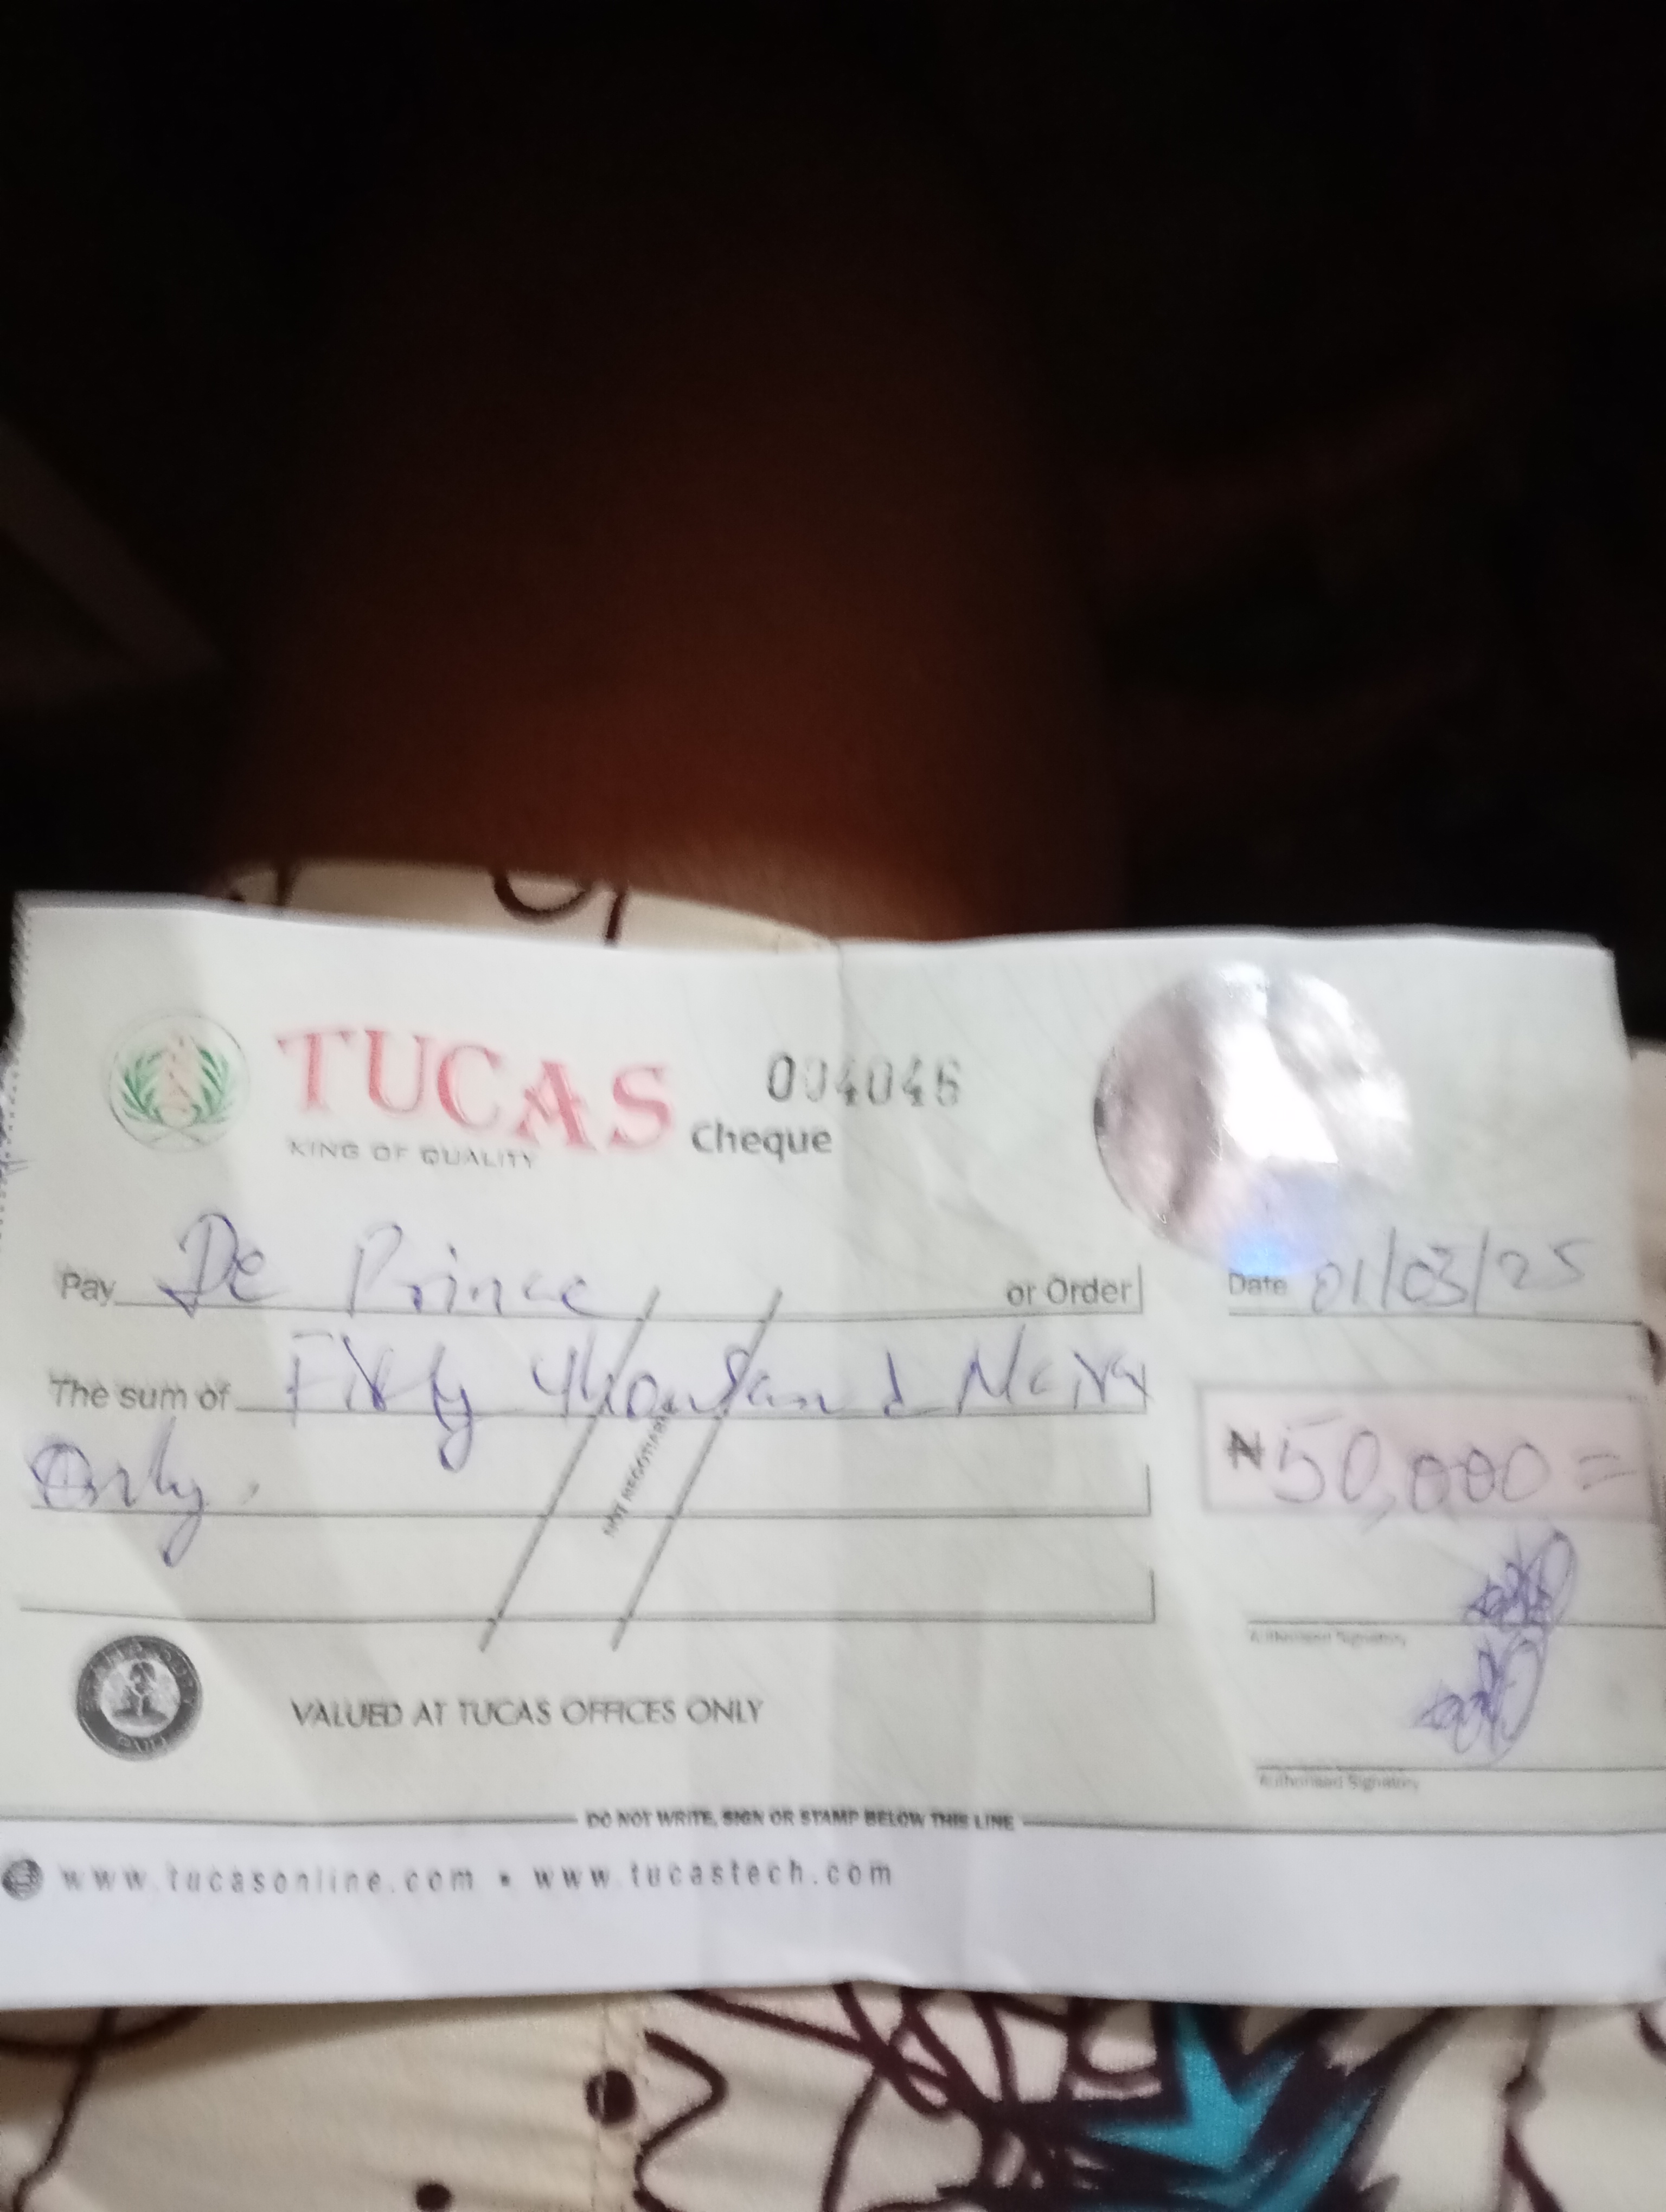 TUCAS
004046
KING OF QUALITY
Cheque
Pay De Prince or Order
Date 01/03/25
The sum of Fifty thousand Naira
Only.
₦50,000=
NOT NEGOTIABLE
Authorised Signatory
VALUED AT TUCAS OFFICES ONLY
Authorised Signatory
DO NOT WRITE, SIGN OR STAMP BELOW THIS LINE
www.tucasonline.com • www.tucastech.com